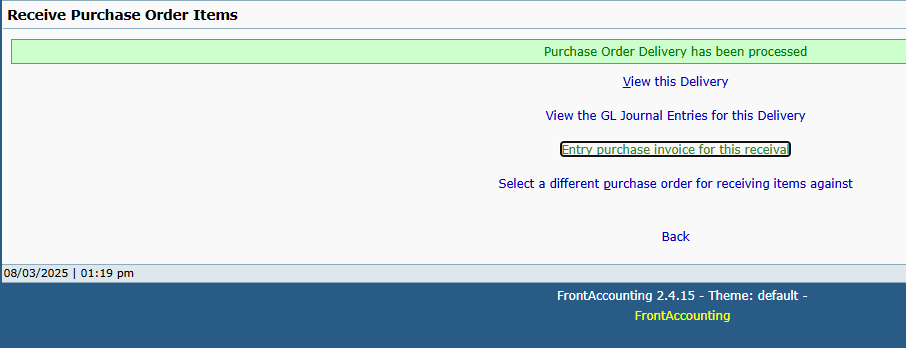 Receive Purchase Order Items
Purchase Order Delivery has been processed
View this Delivery
View the GL Journal Entries for this Delivery
Entry purchase invoice for this receival
Select a different purchase order for receiving items against
Back
08/03/2025 | 01:19 pm
FrontAccounting 2.4.15 - Theme: default -
FrontAccounting